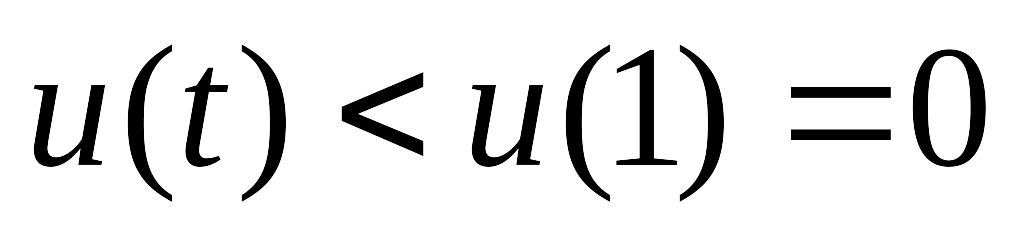 u(t) < u(1) = 0